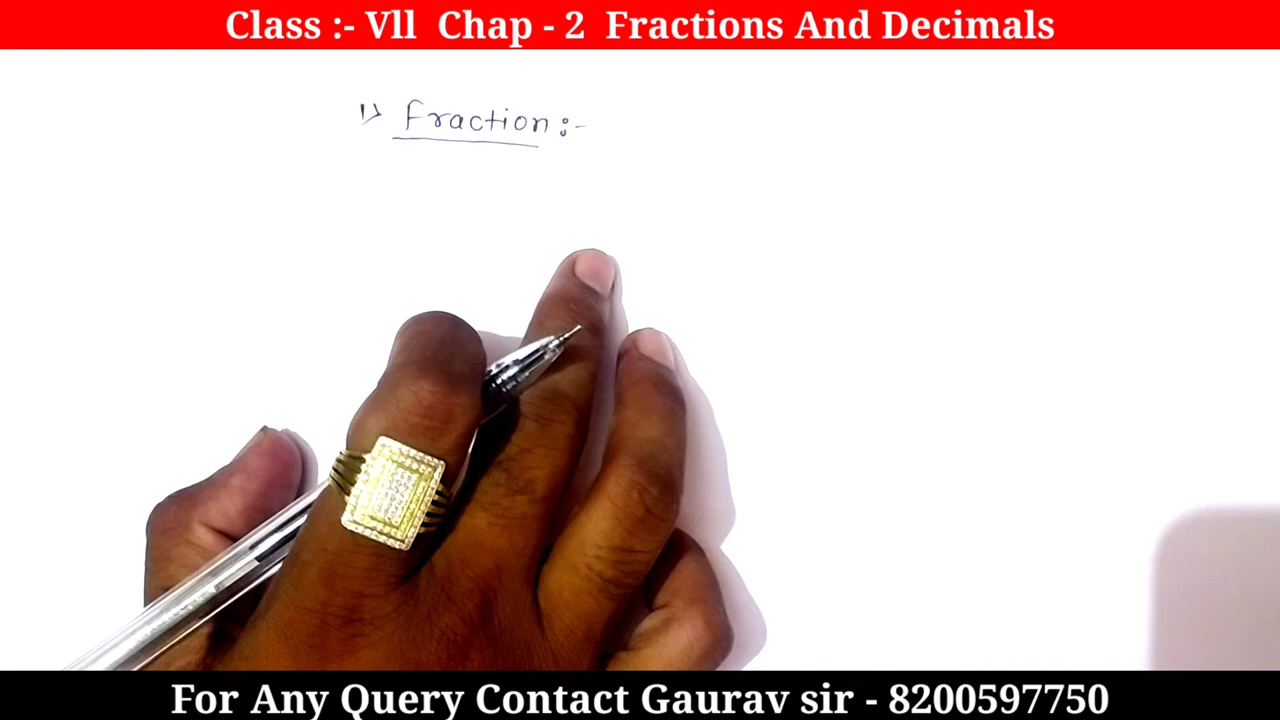 Class :- Vll Chap - 2 Fractions And Decimals
1) Fraction :-
For Any Query Contact Gaurav sir - 8200597750